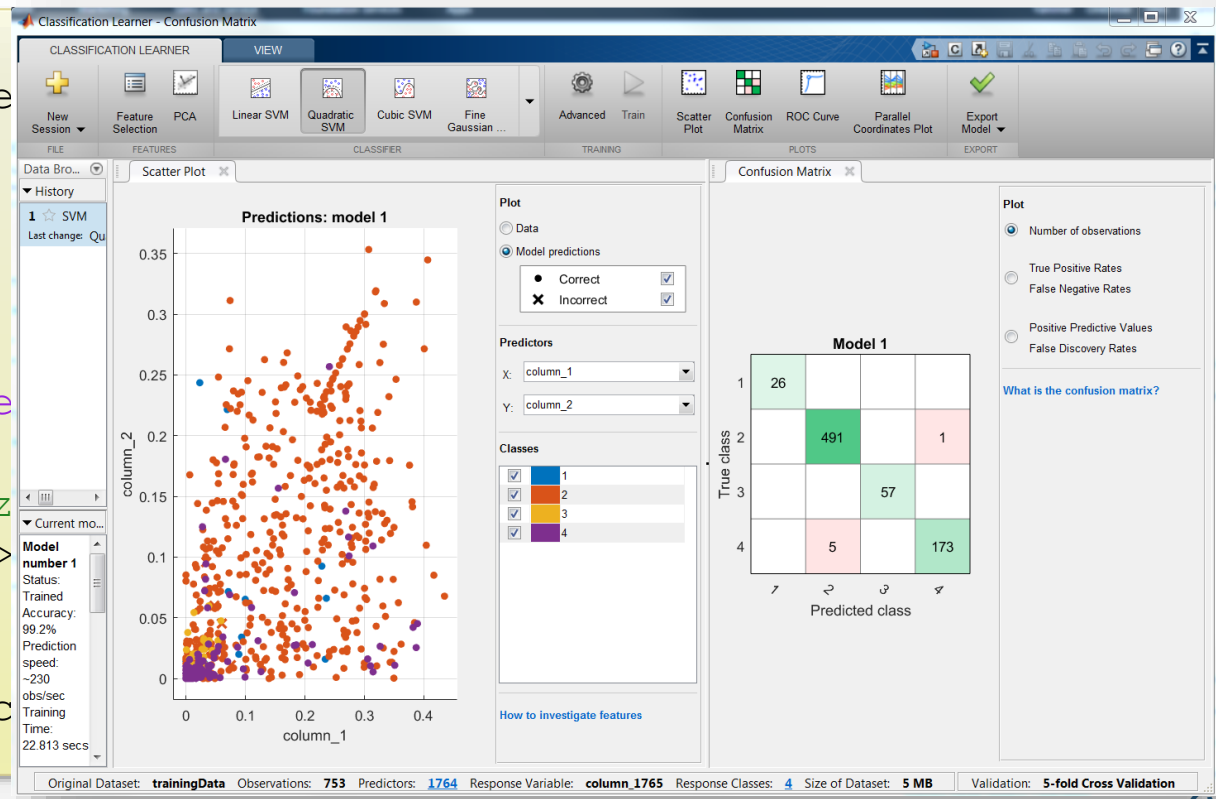 Classification Learner - Confusion Matrix
CLASSIFICATION LEARNER VIEW
New Session
Feature Selection
PCA
Linear SVM
Quadratic SVM
Cubic SVM
Fine Gaussian ...
Advanced
Train
Scatter Plot
Confusion Matrix
ROC Curve
Parallel Coordinates Plot
Export Model
FILE FEATURES CLASSIFIER TRAINING PLOTS EXPORT
Data Bro...
History
1 SVM
Last change: Qu
Current mo...
Model
number 1
Status:
Trained
Accuracy:
99.2%
Prediction
speed:
~230
obs/sec
Training
Time:
22.813 secs
Scatter Plot
Predictions: model 1
0.35
0.3
0.25
0.2
0.15
0.1
0.05
0
column_2
0 0.1 0.2 0.3 0.4
column_1
Plot
Data
Model predictions
Correct
Incorrect
Predictors
X: column_1
Y: column_2
Classes
1
2
3
4
How to investigate features
Confusion Matrix
Model 1
1 26
2 491 1
3 57
4 5 173
True class
1 2 3 4
Predicted class
Plot
Number of observations
True Positive Rates
False Negative Rates
Positive Predictive Values
False Discovery Rates
What is the confusion matrix?
Original Dataset: trainingData Observations: 753 Predictors: 1764 Response Variable: column_1765 Response Classes: 4 Size of Dataset: 5 MB Validation: 5-fold Cross Validation